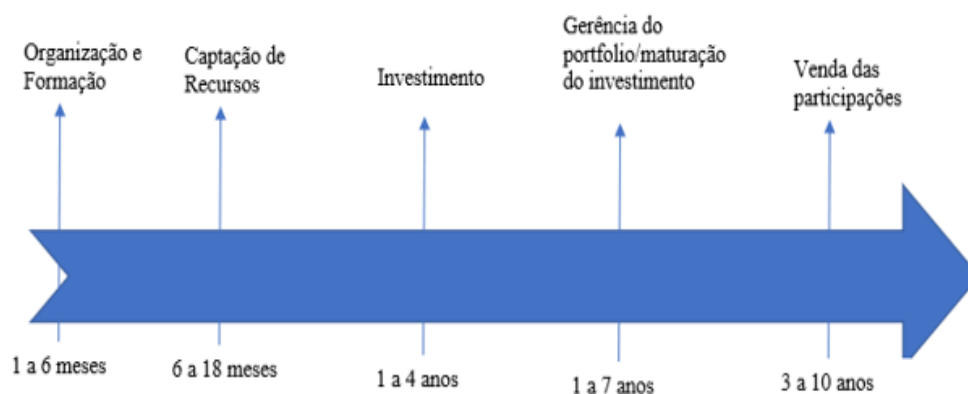 Organização e
Formação
Captação de
Recursos
Investimento
Gerência do
portfolio/maturação
do investimento
Venda das
participações
1 a 6 meses
6 a 18 meses
1 a 4 anos
1 a 7 anos
3 a 10 anos